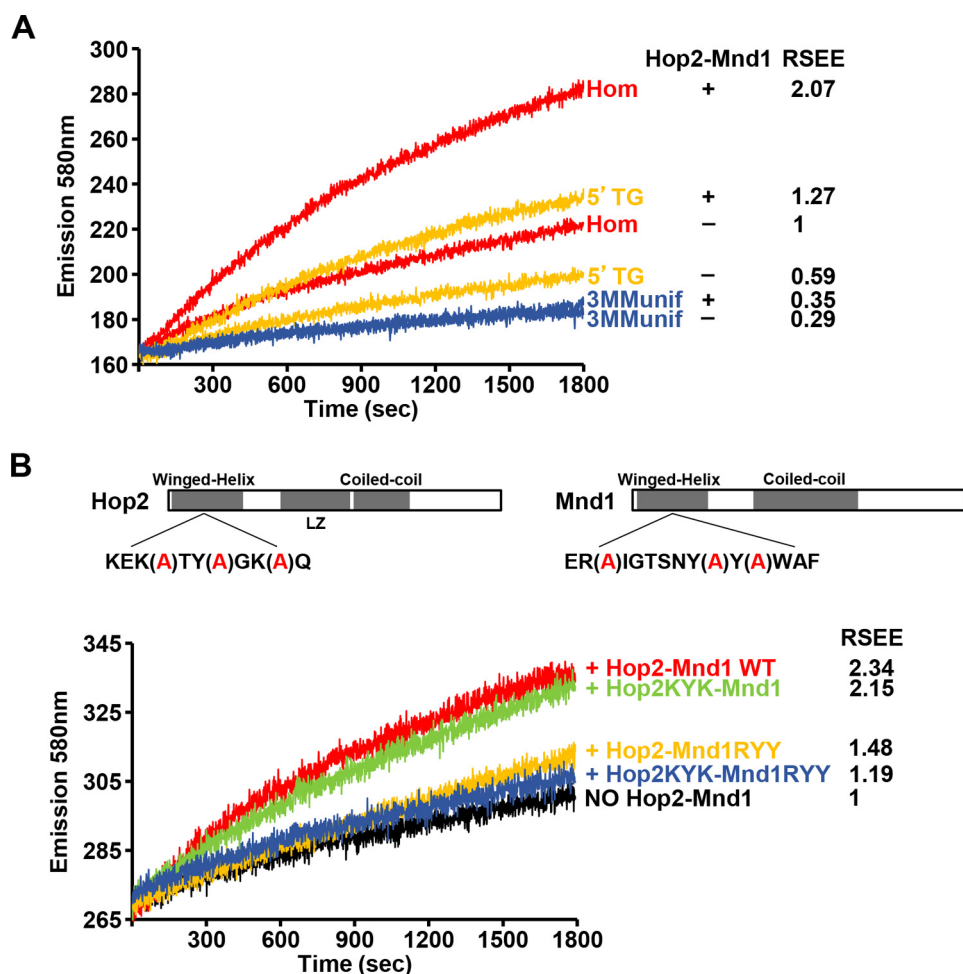 A
Hop2-Mnd1 RSEE
300
280
260
240
220
200
180
160
Emission 580nm
Hom + 2.07
5' TG + 1.27
Hom – 1
5' TG – 0.59
3MMunif + 0.35
3MMunif – 0.29
300 600 900 1200 1500 1800
Time (sec)
B
Winged-Helix Coiled-coil
Hop2
LZ
KEK(A)TY(A)GK(A)Q
Winged-Helix Coiled-coil
Mnd1
ER(A)IGTSNY(A)Y(A)WAF
RSEE
345
325
305
285
265
Emission 580nm
+ Hop2-Mnd1 WT 2.34
+ Hop2KYK-Mnd1 2.15
+ Hop2-Mnd1RYY 1.48
+ Hop2KYK-Mnd1RYY 1.19
NO Hop2-Mnd1 1
300 600 900 1200 1500 1800
Time (sec)